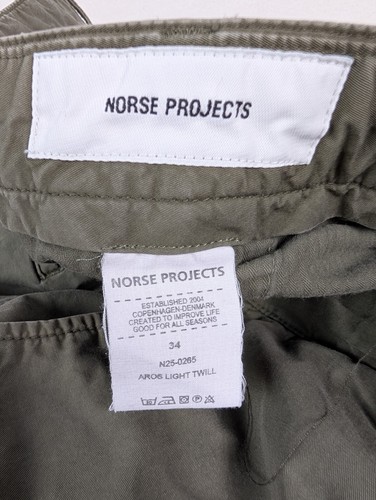 NORSE PROJECTS
NORSE PROJECTS
ESTABLISHED 2004
COPENHAGEN-DENMARK
CREATED TO IMPROVE LIFE
GOOD FOR ALL SEASONS
34
N25-0265
AROS LIGHT TWILL